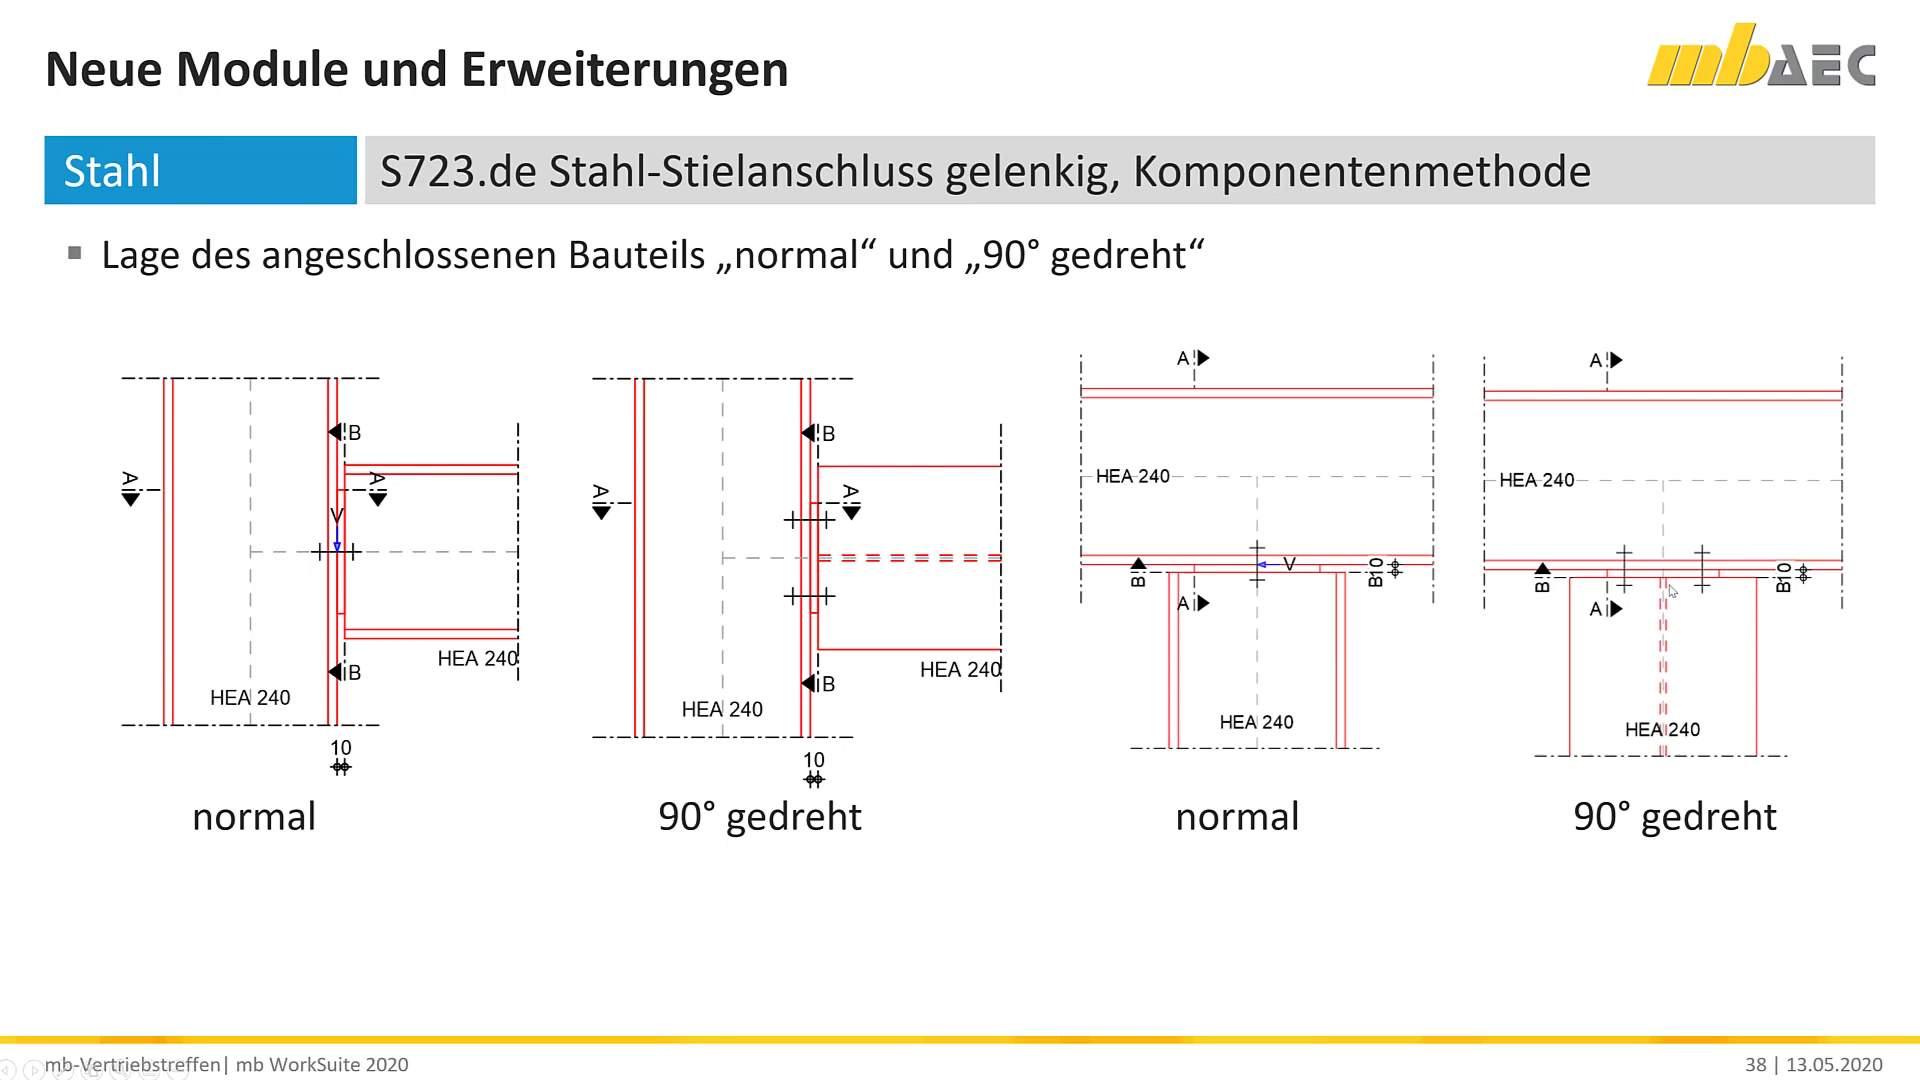 Neue Module und Erweiterungen
mbAEC
Stahl
S723.de Stahl-Stielanschluss gelenkig, Komponentenmethode
Lage des angeschlossenen Bauteils „normal“ und „90° gedreht“
A
B
A
V
HEA 240
B
HEA 240
10
A
B
A
HEA 240
B
HEA 240
10
A
HEA 240
V
B
B10
A
HEA 240
A
HEA 240
B
B10
A
HEA 240
normal
90° gedreht
normal
90° gedreht
mb-Vertriebstreffen| mb WorkSuite 2020
38 | 13.05.2020